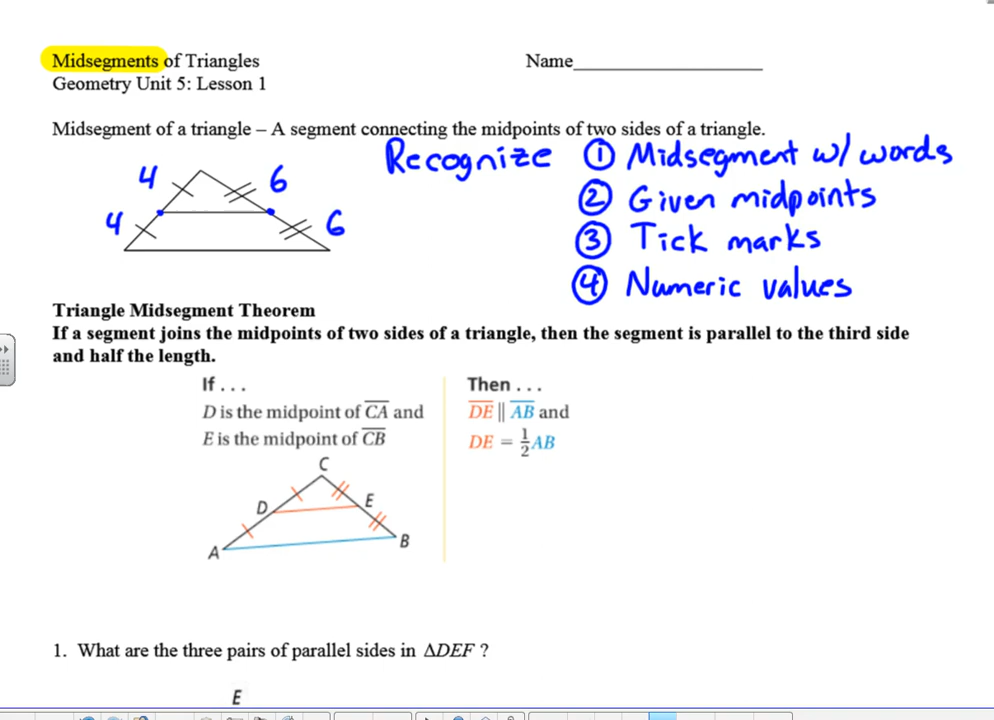 Midsegments of Triangles
Name____________________
Geometry Unit 5: Lesson 1
Midsegment of a triangle – A segment connecting the midpoints of two sides of a triangle.
Recognize ① Midsegment w/ words
② Given midpoints
③ Tick marks
④ Numeric values
4 6
4 6
Triangle Midsegment Theorem
If a segment joins the midpoints of two sides of a triangle, then the segment is parallel to the third side
and half the length.
If . . .
D is the midpoint of CA and
E is the midpoint of CB
C
D E
A B
Then . . .
DE || AB and
DE = 1/2 AB
1. What are the three pairs of parallel sides in ΔDEF ?
E